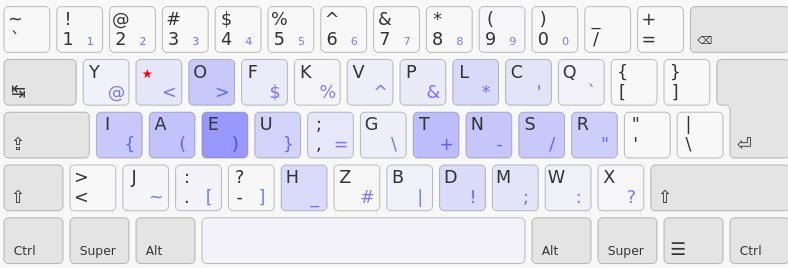 ~ ` ! 1 1 @ 2 2 # 3 3 $ 4 4 % 5 5 ^ 6 6 & 7 7 * 8 8 ( 9 9 ) 0 0 _ / + = ⌫
↹ Y @ ★ < O > F $ K % V ^ P & L * C ' Q ` { [ } ]
⇪ I { A ( E ) U } ; , = G \ T + N - S / R " " ' | \ ⏎
⇧ > < J ~ : . [ ? - ] H _ Z # B | D ! M ; W : X ? ⇧
Ctrl Super Alt Alt Super ☰ Ctrl